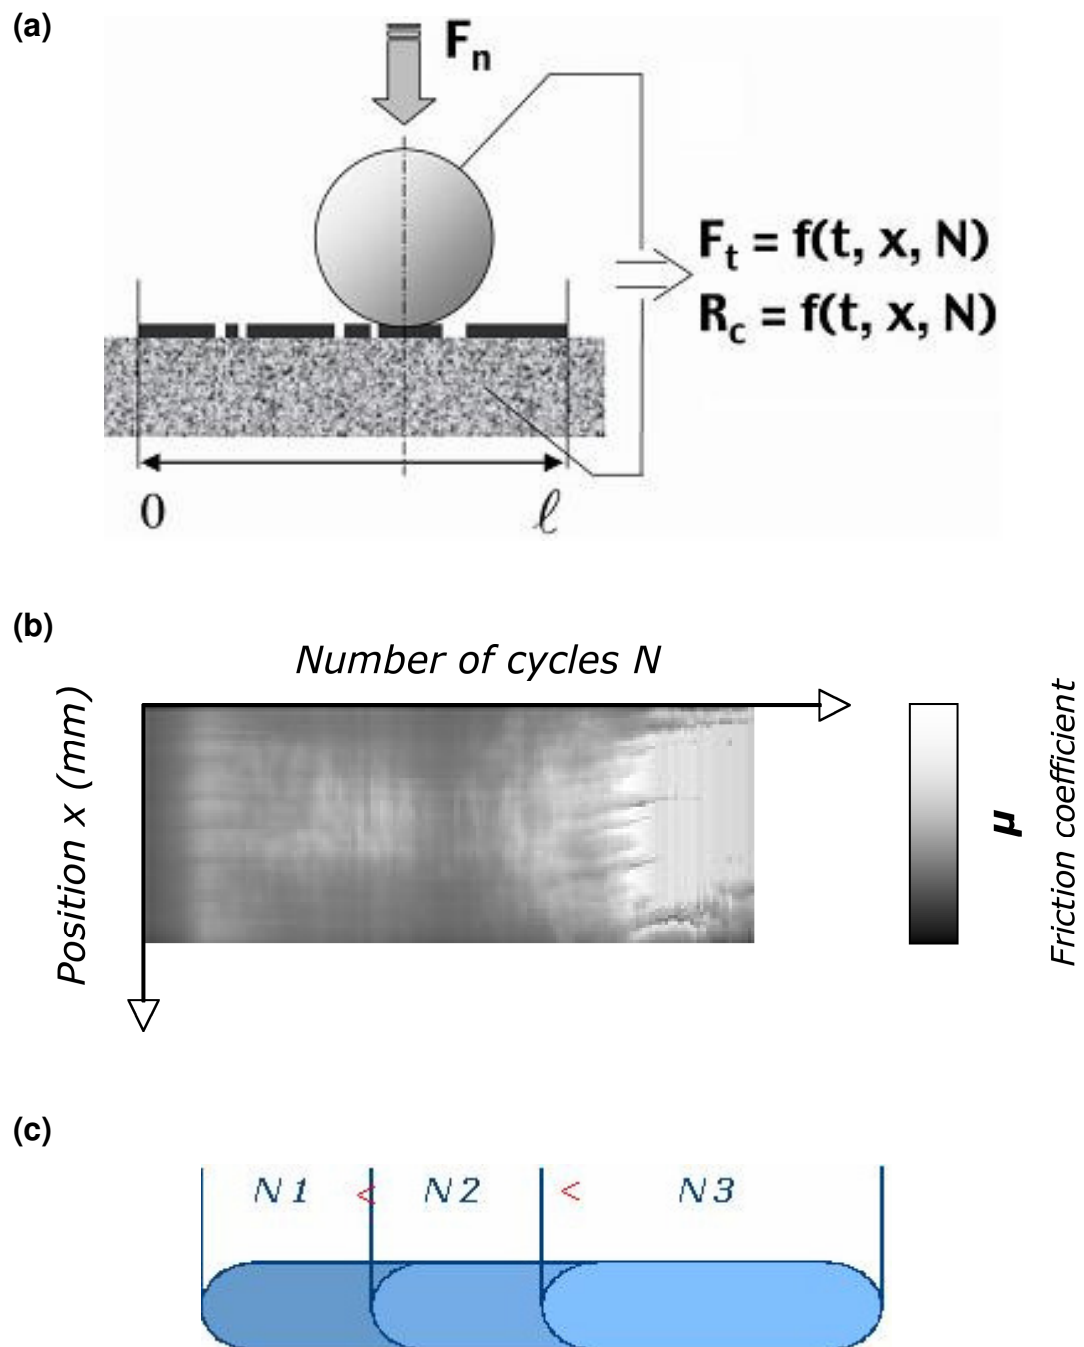 (a)
Fn
Ft = f(t, x, N)
Rc = f(t, x, N)
0
ℓ
(b)
Number of cycles N
Position x (mm)
μ
Friction coefficient
(c)
N1 < N2 < N3